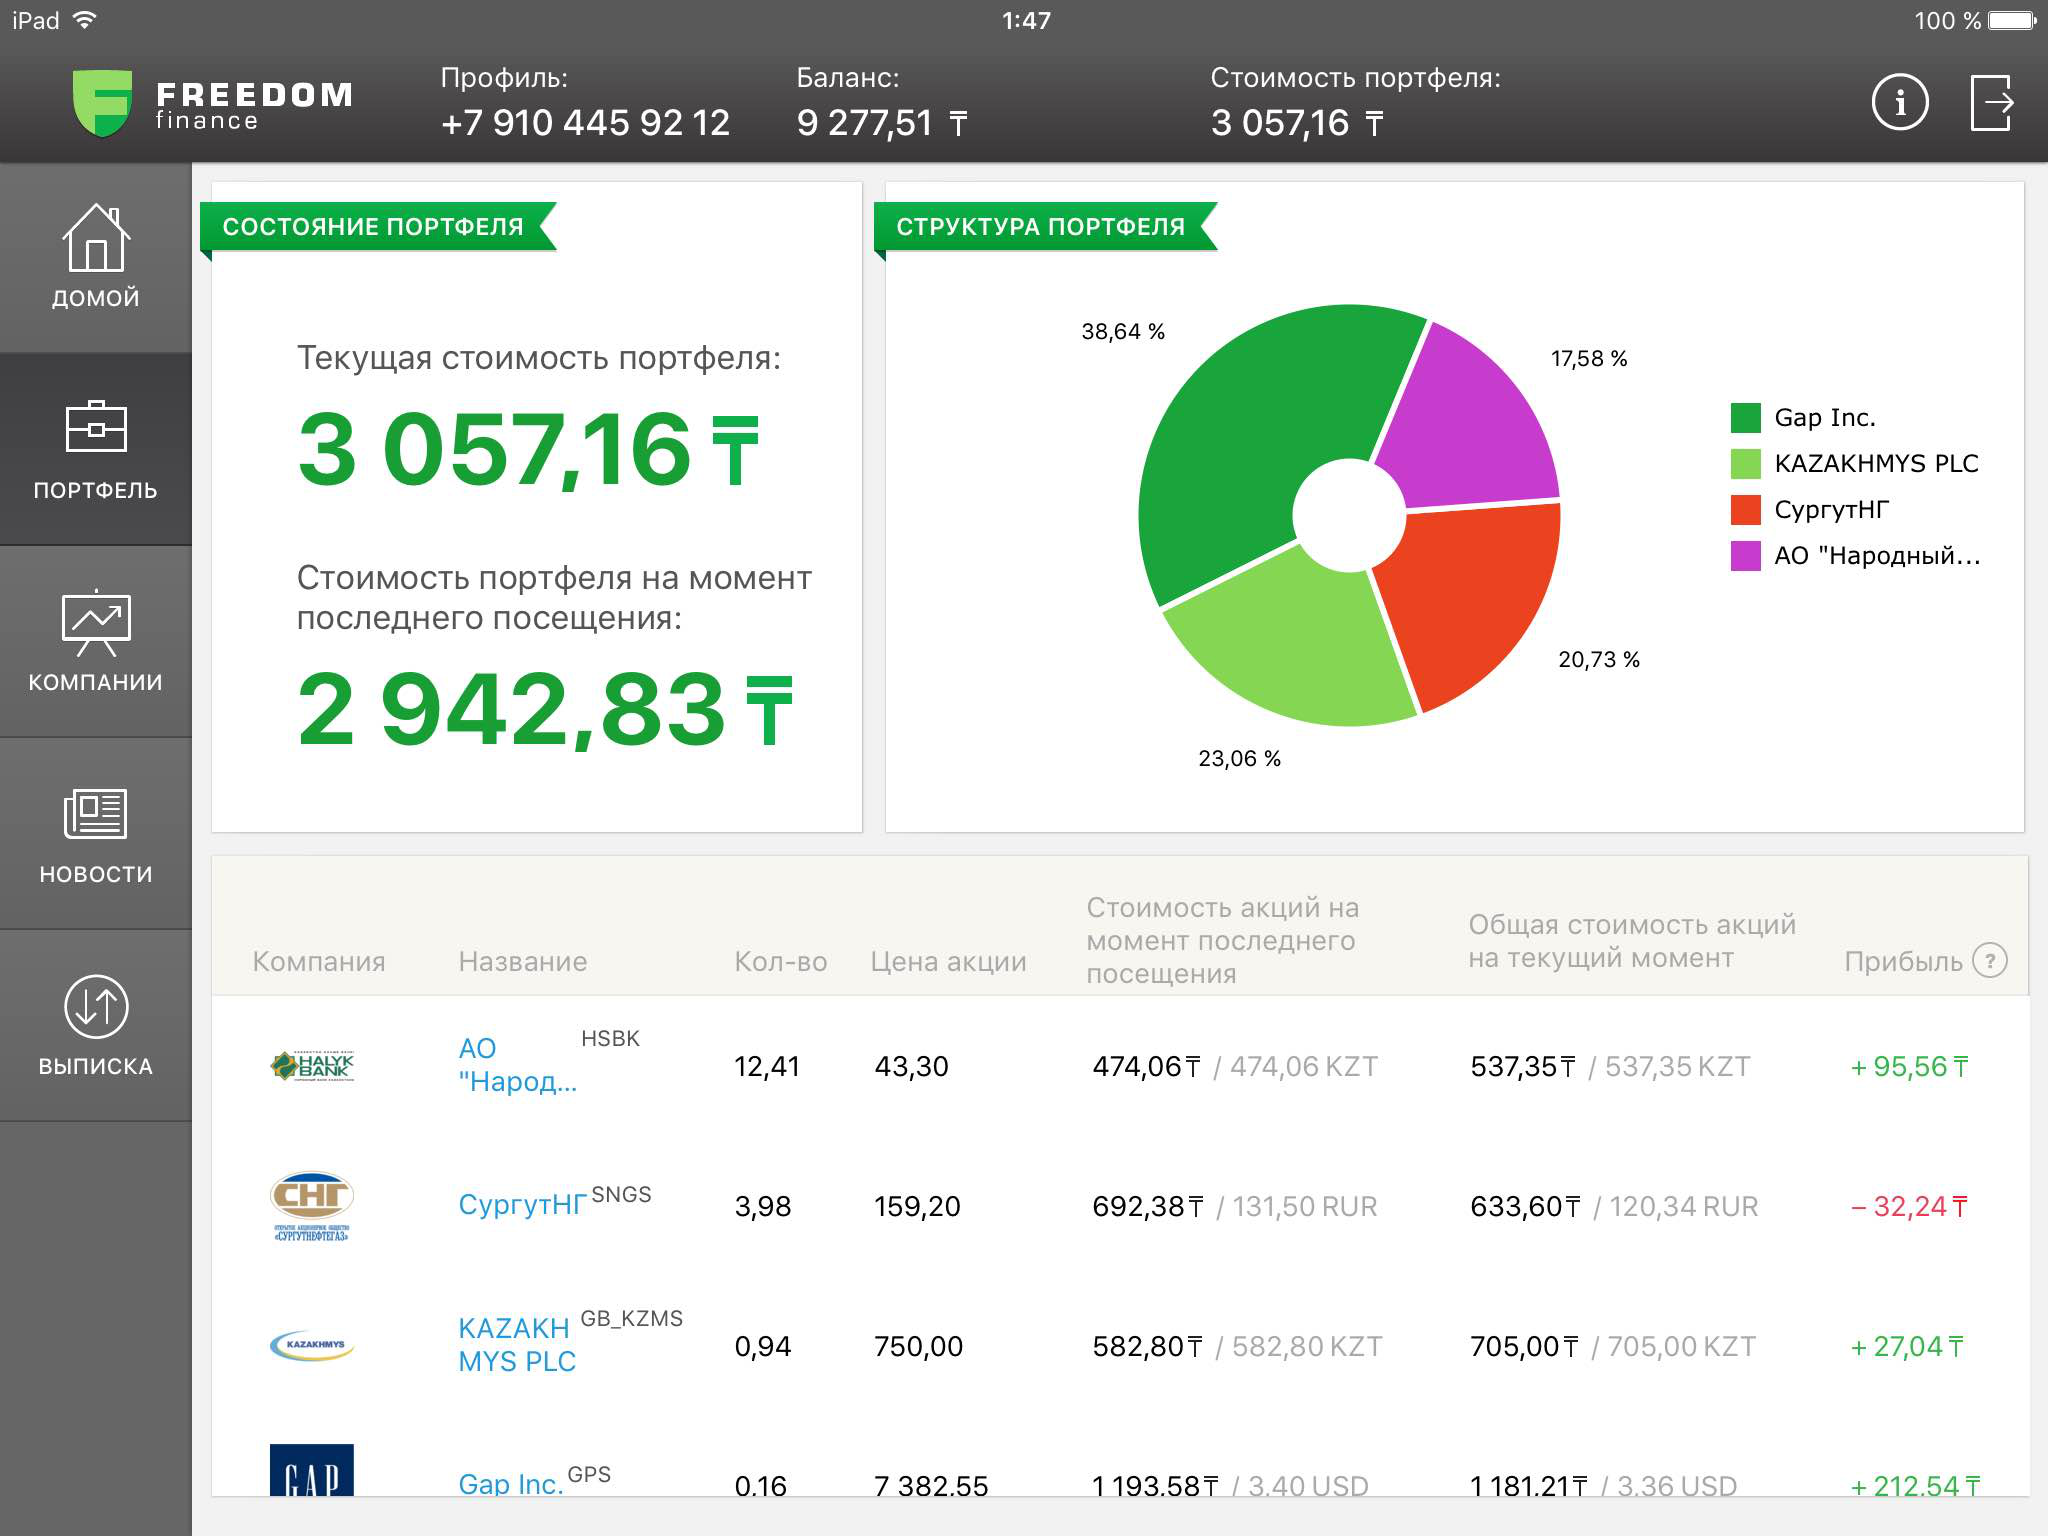 iPad
1:47
100 %
FREEDOM
finance
Профиль:
+7 910 445 92 12
Баланс:
9 277,51 ₸
Стоимость портфеля:
3 057,16 ₸
ДОМОЙ
ПОРТФЕЛЬ
КОМПАНИИ
НОВОСТИ
ВЫПИСКА
СОСТОЯНИЕ ПОРТФЕЛЯ
Текущая стоимость портфеля:
3 057,16 ₸
Стоимость портфеля на момент
последнего посещения:
2 942,83 ₸
СТРУКТУРА ПОРТФЕЛЯ
38,64 %
17,58 %
20,73 %
23,06 %
Gap Inc.
KAZAKHMYS PLC
СургутНГ
АО "Народный...
Компания
Название
Кол-во
Цена акции
Стоимость акций на
момент последнего
посещения
Общая стоимость акций
на текущий момент
Прибыль ?
HALYK
BANK
АО
"Народ...
HSBK
12,41
43,30
474,06₸ / 474,06 KZT
537,35₸ / 537,35 KZT
+ 95,56 ₸
СНГ
ОТКРЫТОЕ АКЦИОНЕРНОЕ ОБЩЕСТВО
«СУРГУТНЕФТЕГАЗ»
СургутНГ SNGS
3,98
159,20
692,38₸ / 131,50 RUR
633,60₸ / 120,34 RUR
– 32,24 ₸
KAZAKHMYS
KAZAKH
MYS PLC
GB_KZMS
0,94
750,00
582,80₸ / 582,80 KZT
705,00₸ / 705,00 KZT
+ 27,04 ₸
GAP
Gap Inc. GPS
0,16
7 382,55
1 193,58₸ / 3,40 USD
1 181,21₸ / 3,36 USD
+ 212,54 ₸